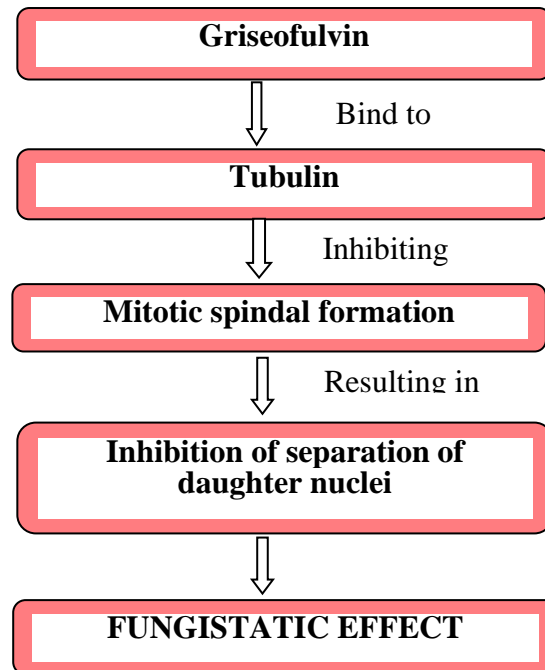 Griseofulvin
Bind to
Tubulin
Inhibiting
Mitotic spindal formation
Resulting in
Inhibition of separation of
daughter nuclei
FUNGISTATIC EFFECT